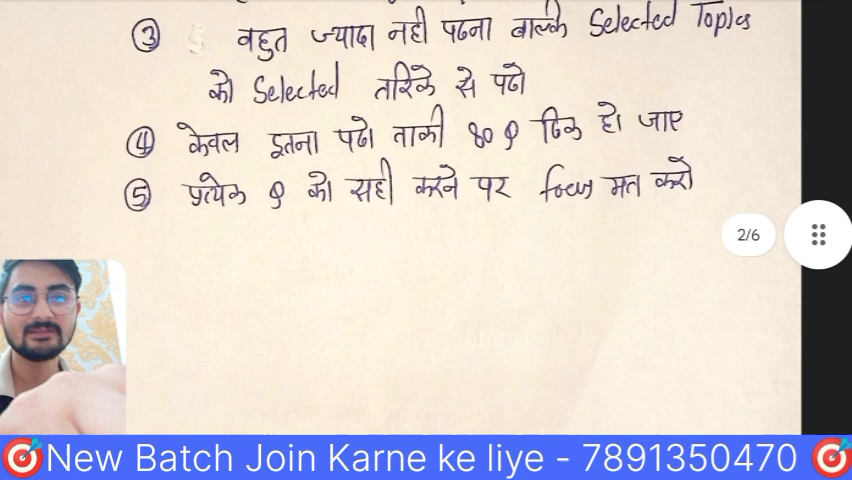 ③ बहुत ज्यादा नही पढना बाल्कि Selected Topics
को Selected तरिके से पढो
④ केवल इतना पढो ताकी 80 Q ठिक हो जाए
⑤ प्रत्येक Q को सही करने पर focus मत करो
2/6
🎯New Batch Join Karne ke liye - 7891350470 🎯